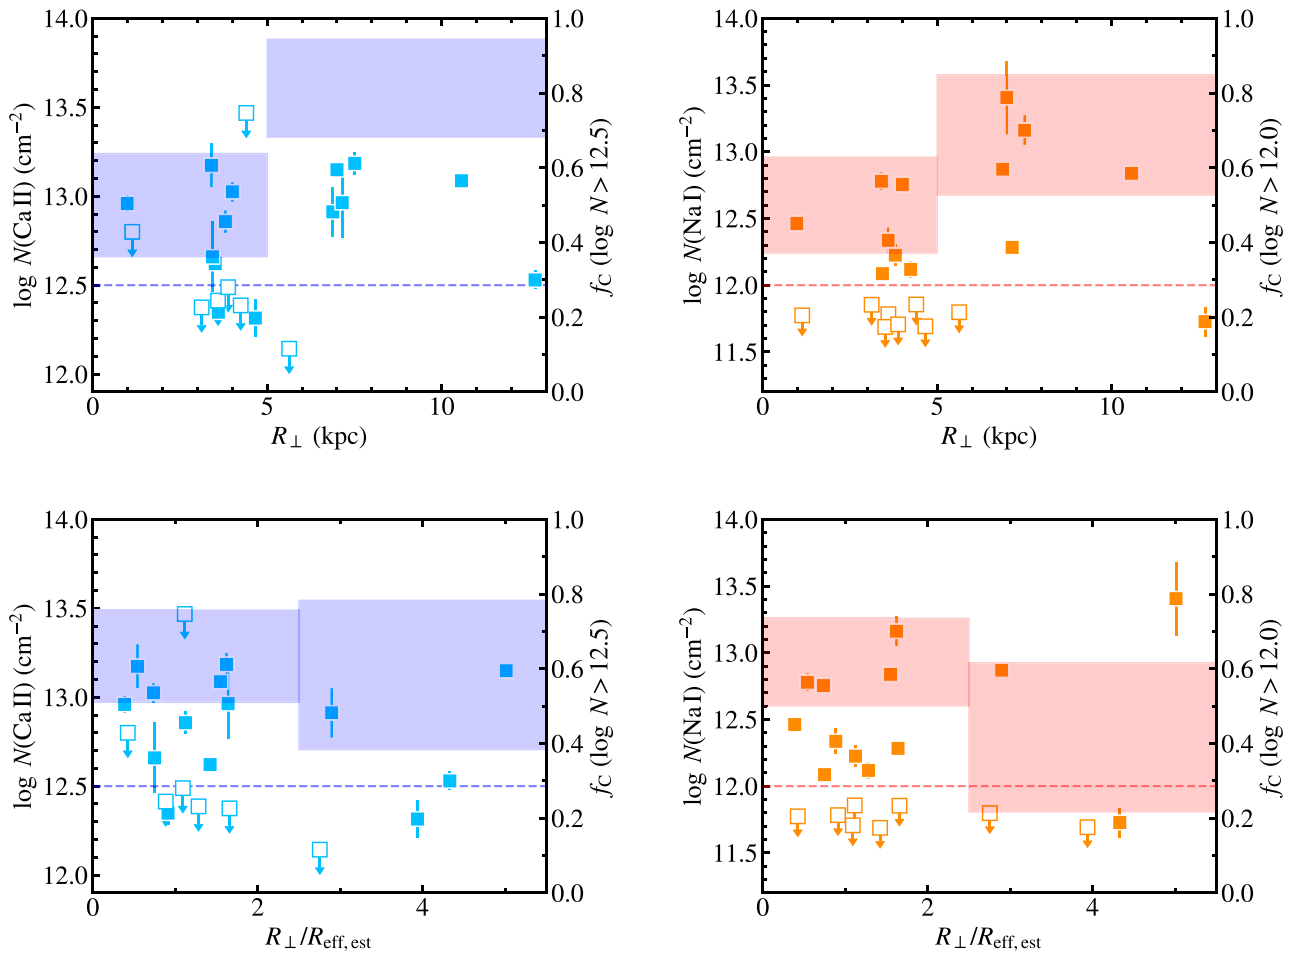 14.0
13.5
13.0
12.5
12.0
log N(Ca II) (cm⁻²)
1.0
0.8
0.6
0.4
0.2
0.0
f_C (log N > 12.5)
0 5 10
R⊥ (kpc)
14.0
13.5
13.0
12.5
12.0
11.5
log N(Na I) (cm⁻²)
1.0
0.8
0.6
0.4
0.2
0.0
f_C (log N > 12.0)
0 5 10
R⊥ (kpc)
14.0
13.5
13.0
12.5
12.0
log N(Ca II) (cm⁻²)
1.0
0.8
0.6
0.4
0.2
0.0
f_C (log N > 12.5)
0 2 4
R⊥/R_eff, est
14.0
13.5
13.0
12.5
12.0
11.5
log N(Na I) (cm⁻²)
1.0
0.8
0.6
0.4
0.2
0.0
f_C (log N > 12.0)
0 2 4
R⊥/R_eff, est